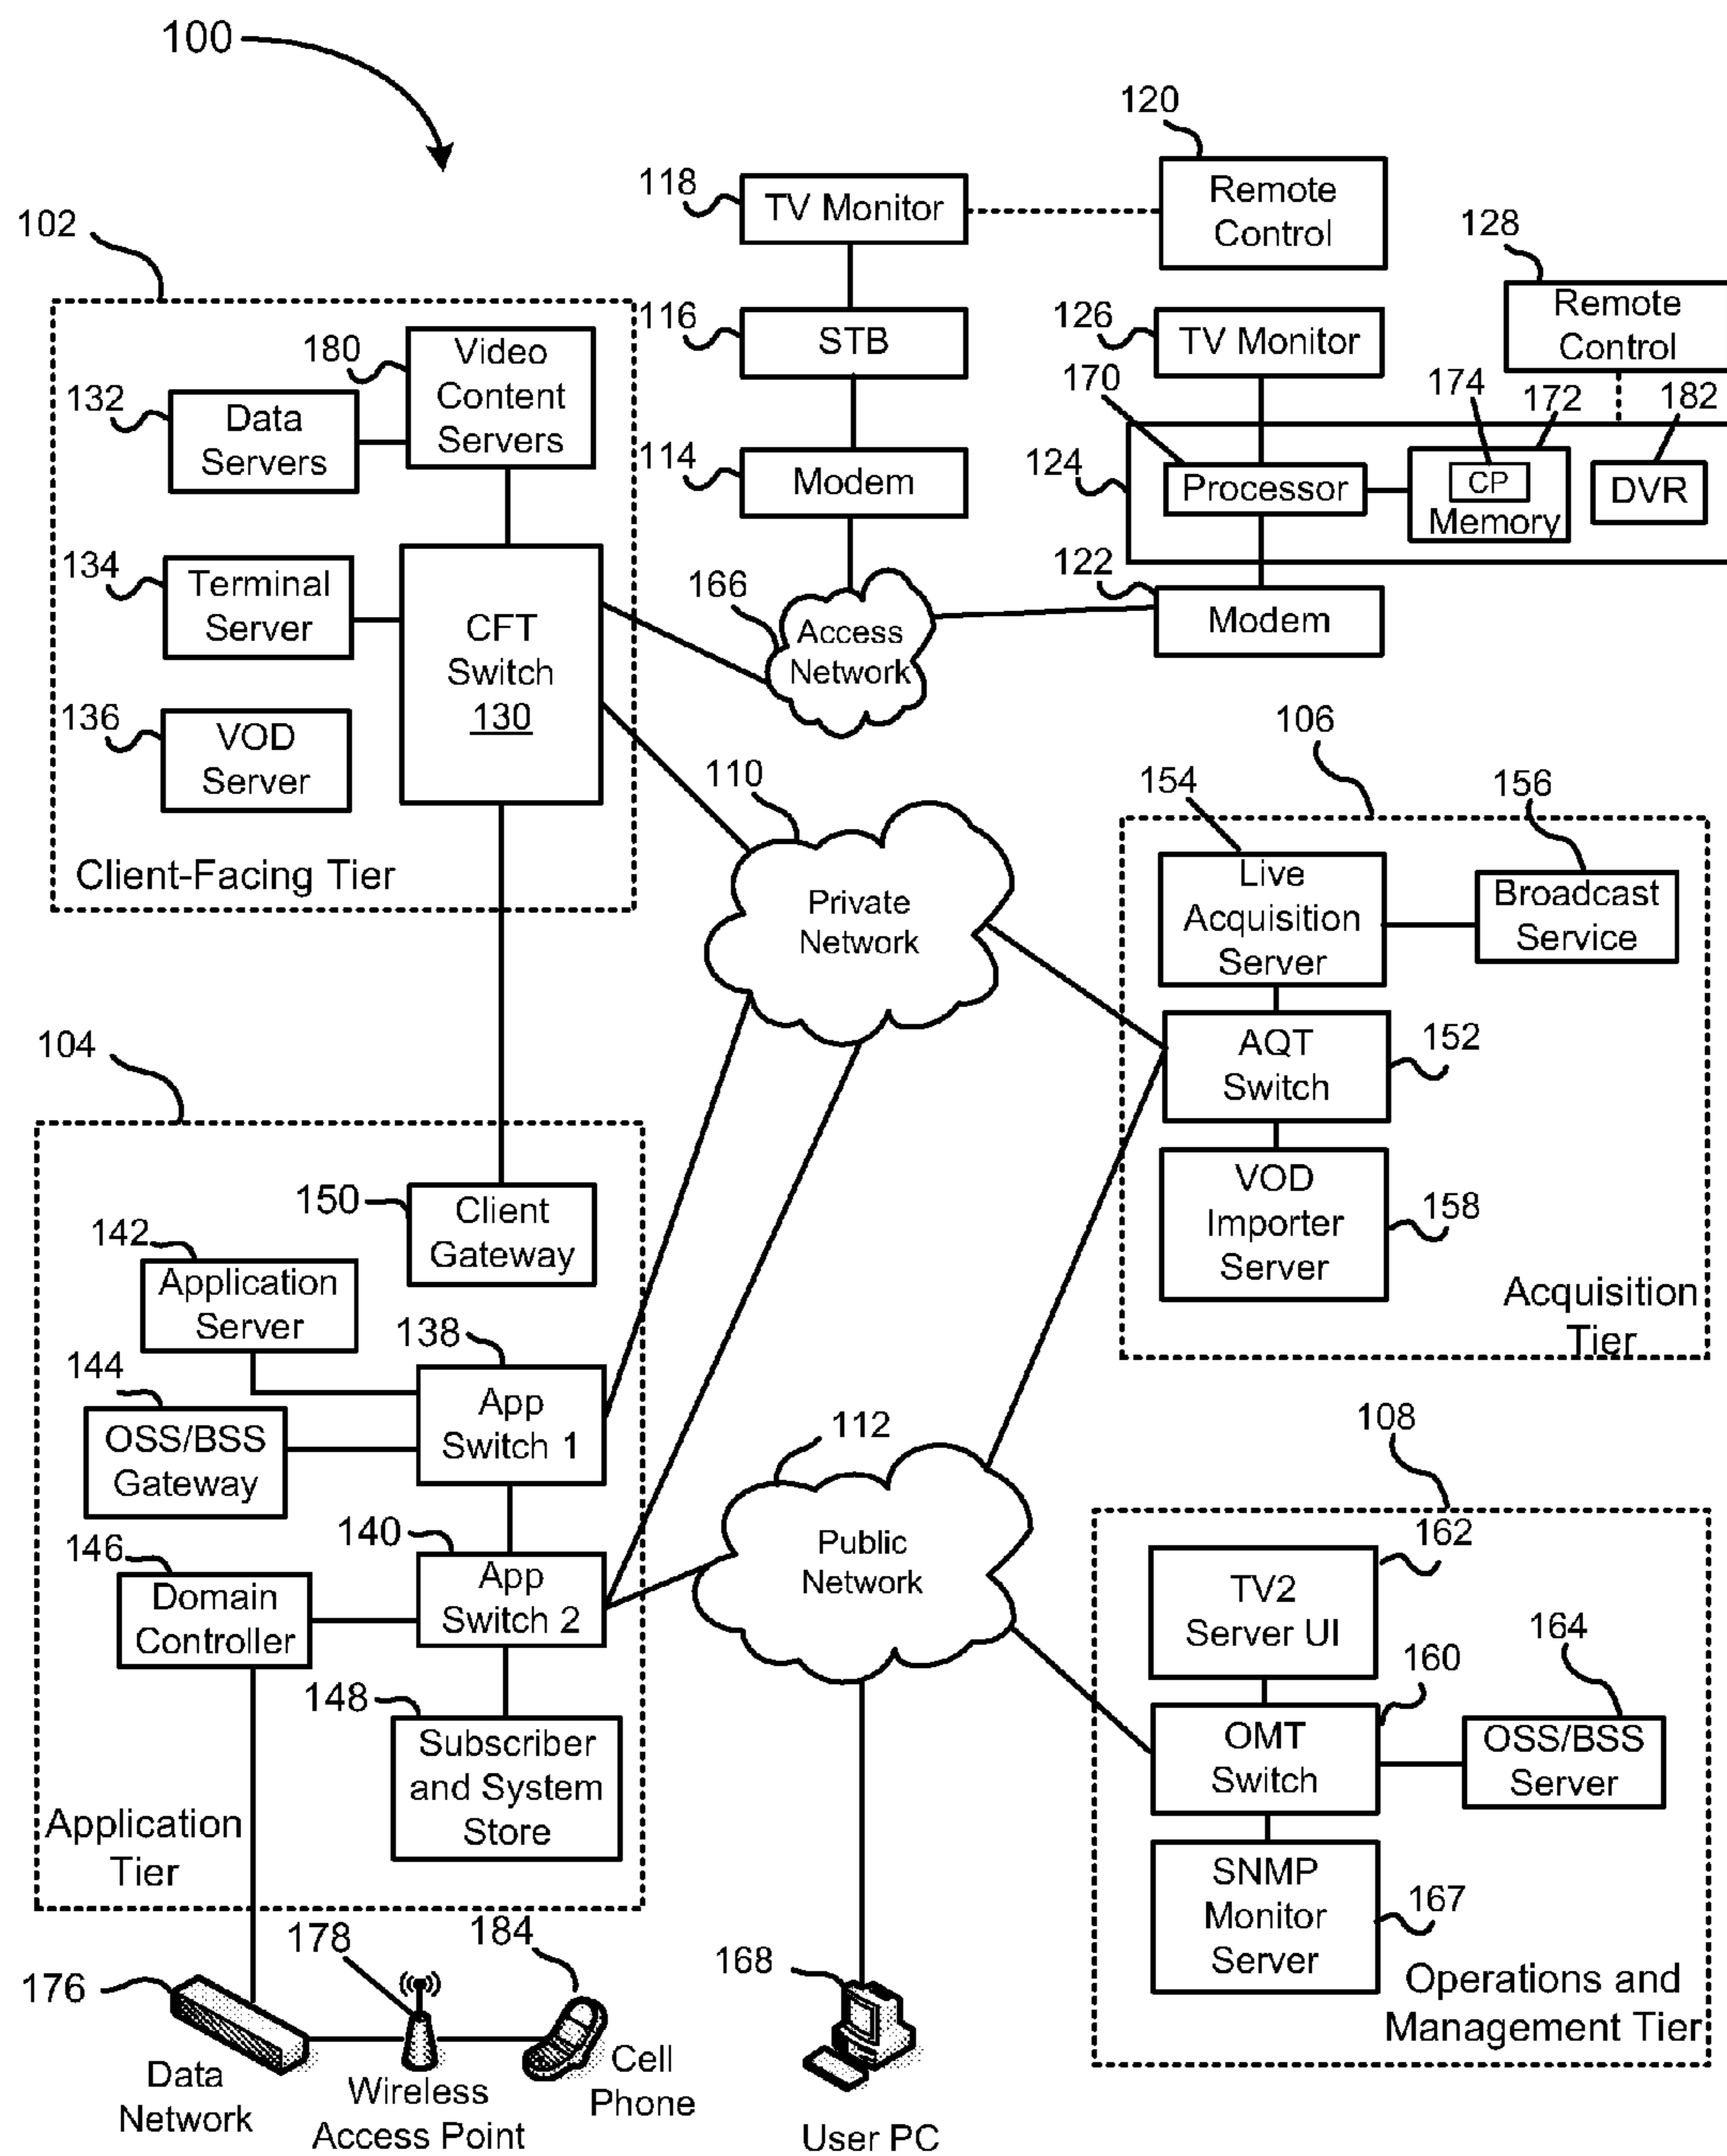 100
120
118
TV Monitor
Remote
Control
102
128
Remote
Control
116
STB
126
TV Monitor
180
Video
Content
Servers
132
Data
Servers
170
174
172
182
114
Modem
124
Processor
CP
Memory
DVR
134
Terminal
Server
CFT
Switch
130
166
Access
Network
122
Modem
136
VOD
Server
Client-Facing Tier
110
Private
Network
106
154
156
Live
Acquisition
Server
Broadcast
Service
104
AQT
Switch
152
150
Client
Gateway
VOD
Importer
Server
158
Acquisition
Tier
142
Application
Server
138
144
OSS/BSS
Gateway
App
Switch 1
112
Public
Network
108
162
140
146
Domain
Controller
App
Switch 2
TV2
Server UI
164
160
148
Subscriber
and System
Store
OMT
Switch
OSS/BSS
Server
Application
Tier
SNMP
Monitor
Server
167
Operations and
Management Tier
178
184
168
176
Data
Network
Wireless
Access Point
Cell
Phone
User PC